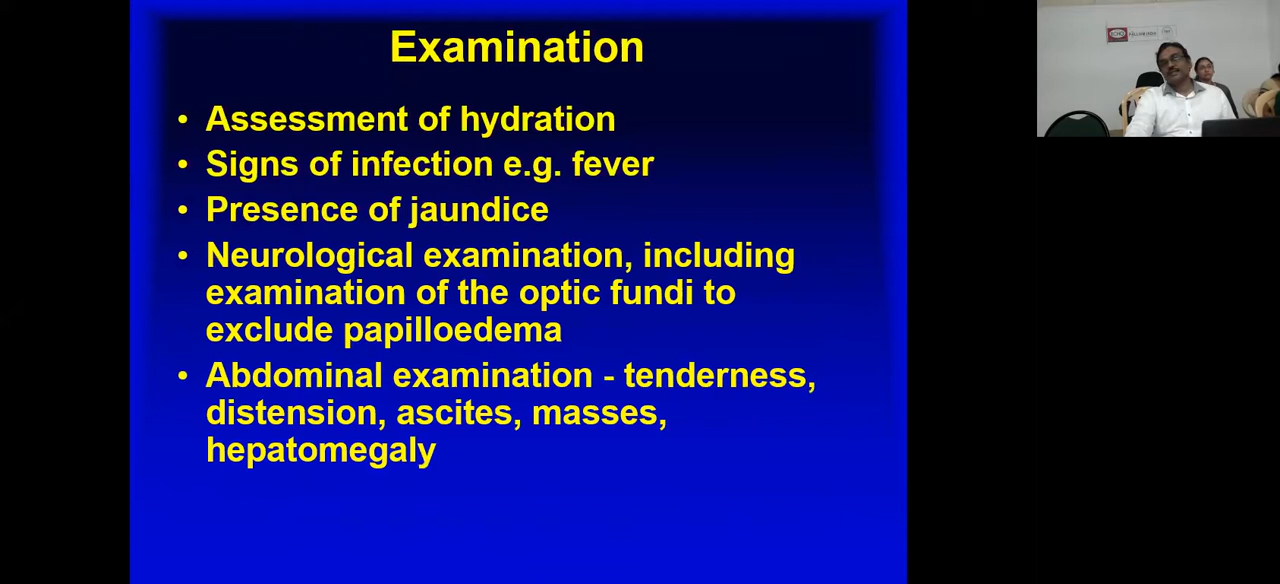 Examination
• Assessment of hydration
• Signs of infection e.g. fever
• Presence of jaundice
• Neurological examination, including
examination of the optic fundi to
exclude papilloedema
• Abdominal examination - tenderness,
distension, ascites, masses,
hepatomegaly